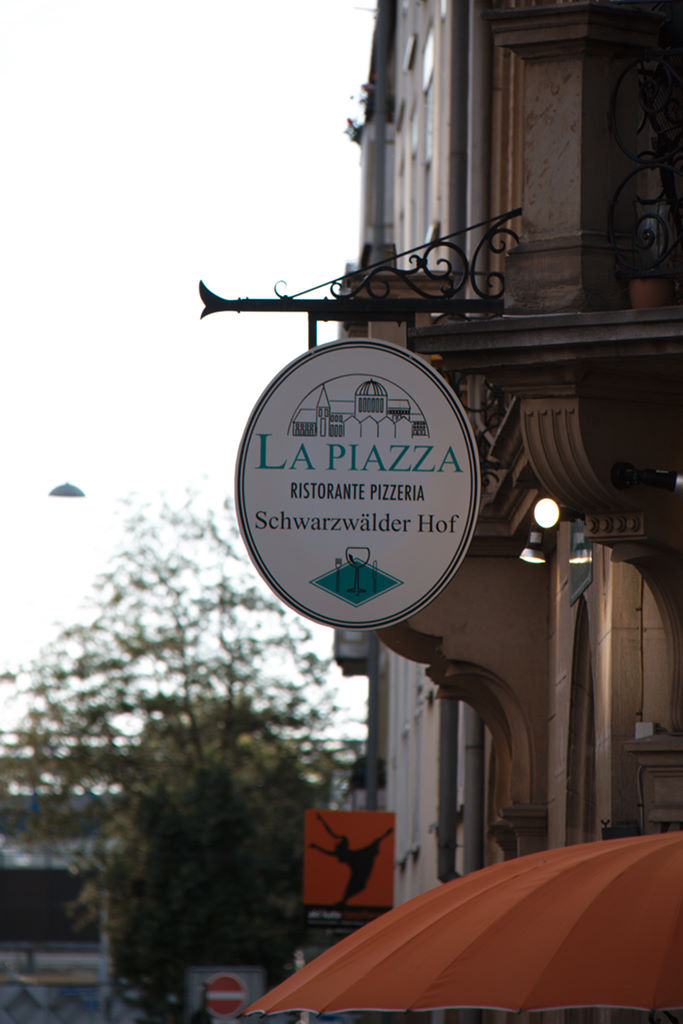 LA PIAZZA
RISTORANTE PIZZERIA
Schwarzwälder Hof